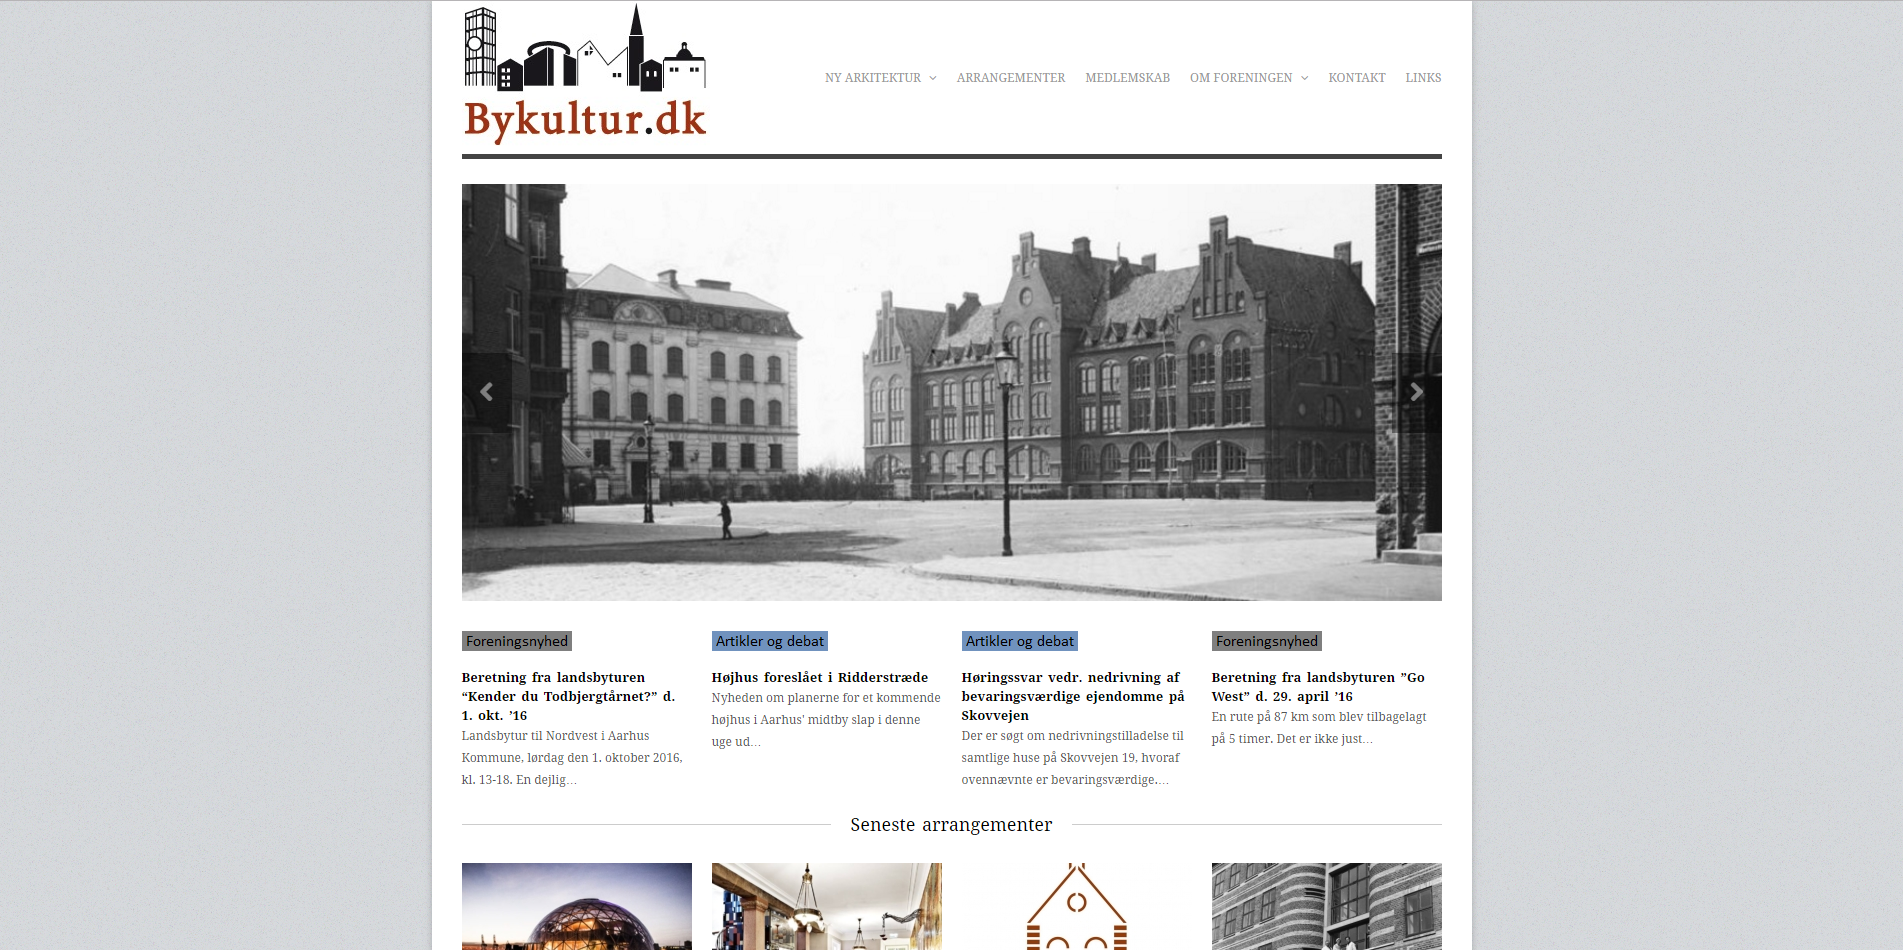 Bykultur.dk
NY ARKITEKTUR
ARRANGEMENTER
MEDLEMSKAB
OM FORENINGEN
KONTAKT
LINKS
Foreningsnyhed
Beretning fra landsbyturen
“Kender du Todbjergtårnet?” d.
1. okt. ’16
Landsbytur til Nordvest i Aarhus
Kommune, lørdag den 1. oktober 2016,
kl. 13-18. En dejlig…
Artikler og debat
Højhus foreslået i Ridderstræde
Nyheden om planerne for et kommende
højhus i Aarhus' midtby slap i denne
uge ud…
Artikler og debat
Høringssvar vedr. nedrivning af
bevaringsværdige ejendomme på
Skovvejen
Der er søgt om nedrivningstilladelse til
samtlige huse på Skovvejen 19, hvoraf
ovennævnte er bevaringsværdige.…
Foreningsnyhed
Beretning fra landsbyturen ”Go
West” d. 29. april ’16
En rute på 87 km som blev tilbagelagt
på 5 timer. Det er ikke just…
Seneste arrangementer